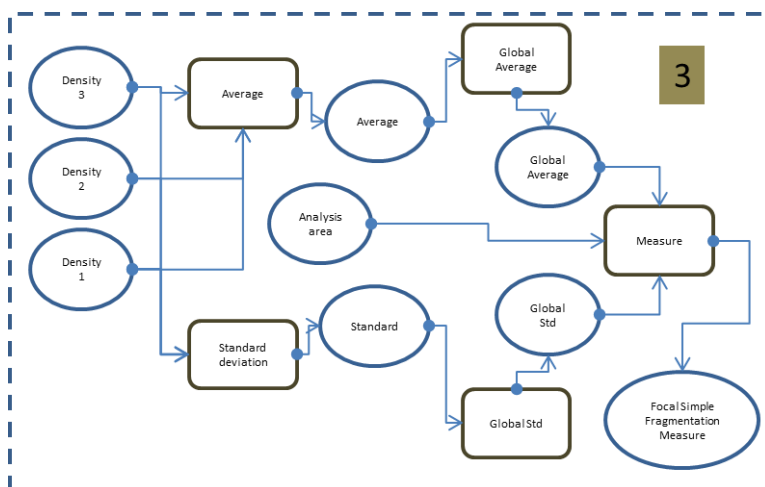 Density
3
Average
Average
Global
Average
3
Density
2
Global
Average
Analysis
area
Measure
Density
1
Standard
deviation
Standard
Global
Std
Global Std
Focal Simple
Fragmentation
Measure